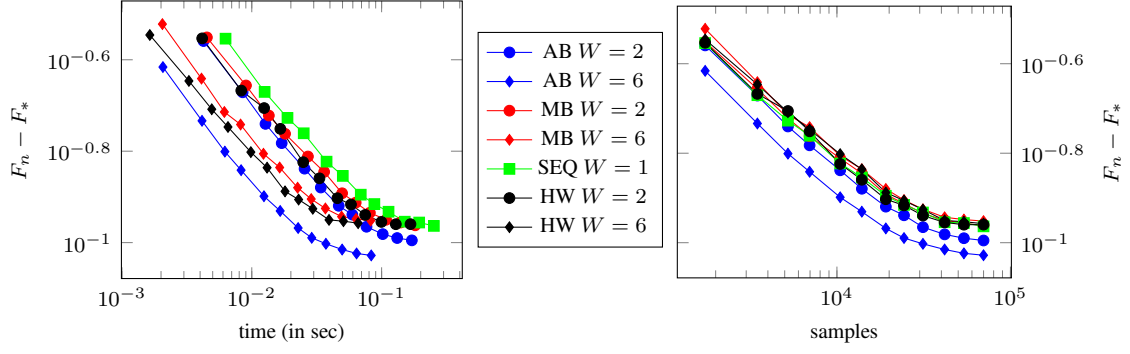 10^{-0.6}
10^{-0.8}
10^{-1}
F_n − F_*
10^{-3}
10^{-2}
10^{-1}
time (in sec)
AB W = 2
AB W = 6
MB W = 2
MB W = 6
SEQ W = 1
HW W = 2
HW W = 6
10^{-0.6}
10^{-0.8}
10^{-1}
F_n − F_*
10^4
10^5
samples